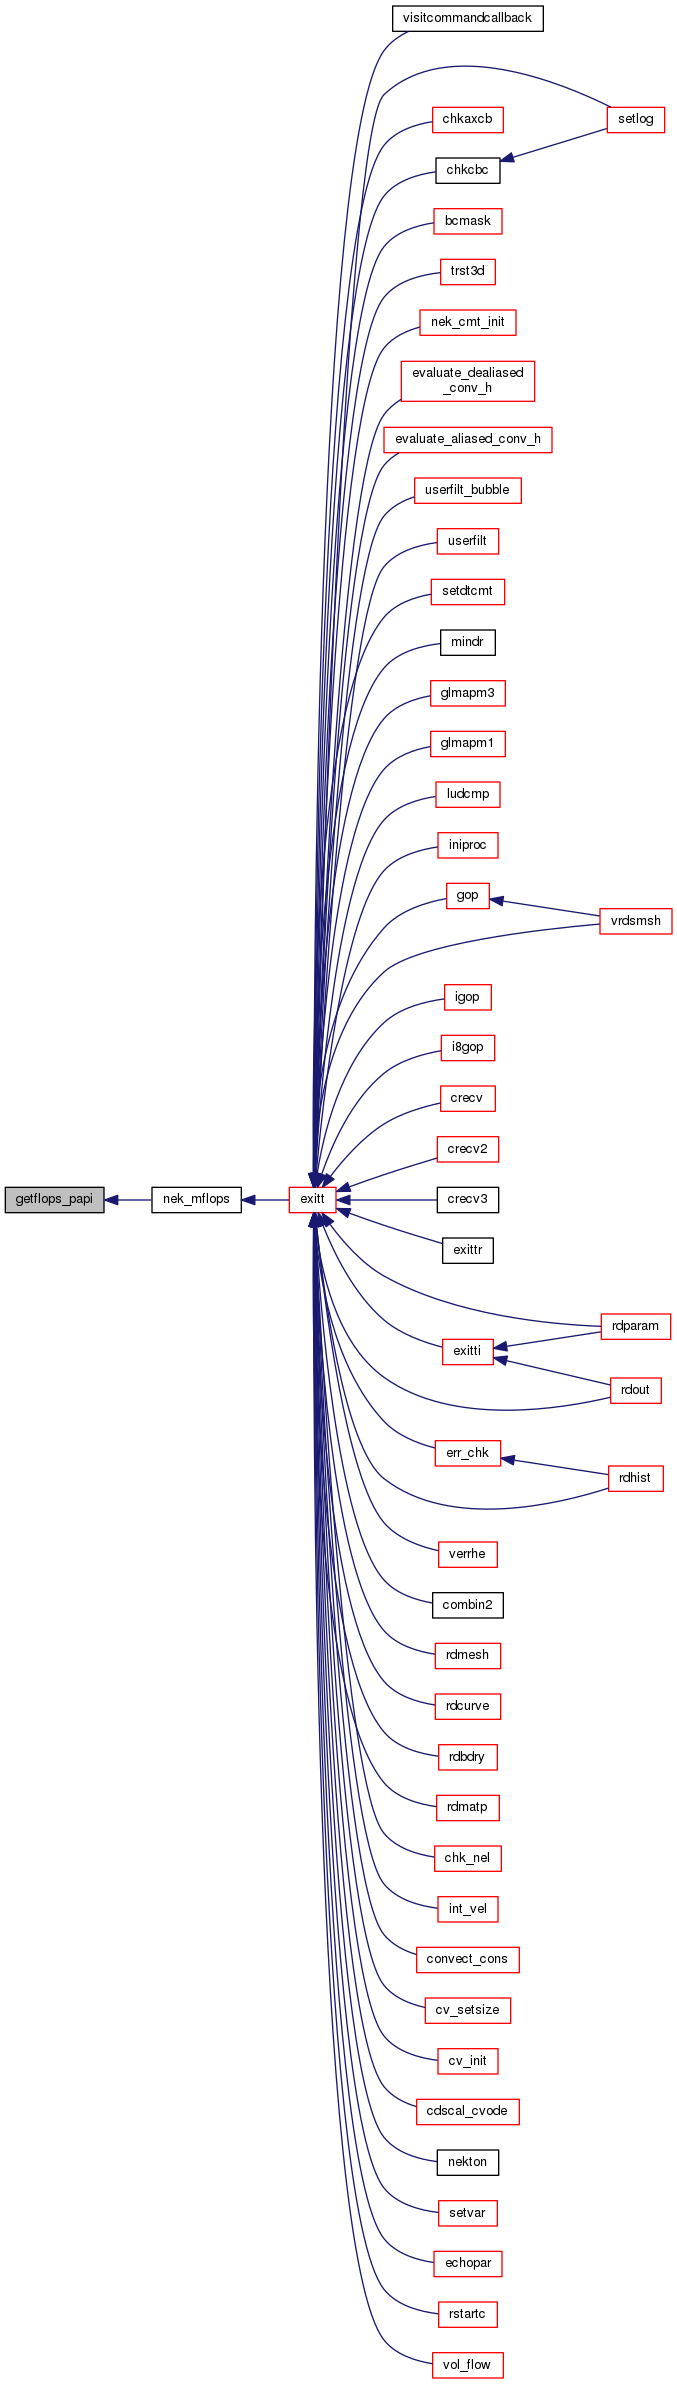 visitcommandcallback
chkaxcb
setlog
chkcbc
bcmask
trst3d
nek_cmt_init
evaluate_dealiased
_conv_h
evaluate_aliased_conv_h
userfilt_bubble
userfilt
setdtcmt
mindr
glmapm3
glmapm1
ludcmp
iniproc
gop
vrdsmsh
igop
i8gop
crecv
crecv2
getflops_papi
nek_mflops
exitt
crecv3
exittr
rdparam
exitti
rdout
err_chk
rdhist
verrhe
combin2
rdmesh
rdcurve
rdbdry
rdmatp
chk_nel
int_vel
convect_cons
cv_setsize
cv_init
cdscal_cvode
nekton
setvar
echopar
rstartc
vol_flow